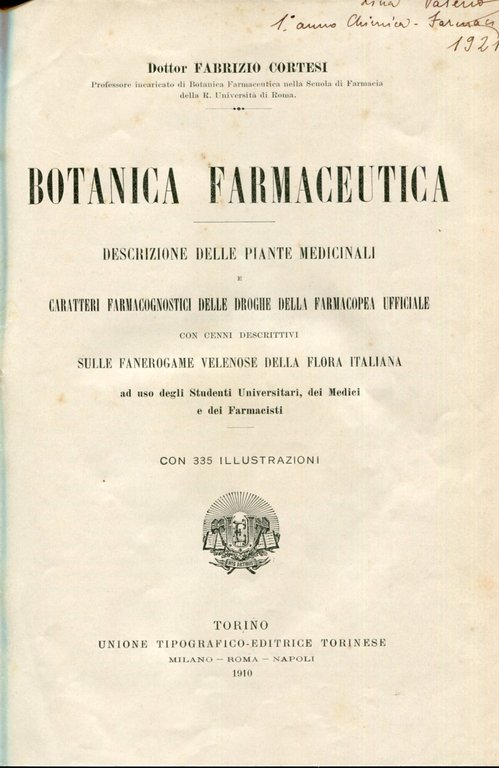 Valerio
1.° anno Chimica - Farmac
192
Dottor FABRIZIO CORTESI
Professore incaricato di Botanica Farmaceutica nella Scuola di Farmacia
della R. Università di Roma.
BOTANICA FARMACEUTICA
DESCRIZIONE DELLE PIANTE MEDICINALI
E
CARATTERI FARMACOGNOSTICI DELLE DROGHE DELLA FARMACOPEA UFFICIALE
CON CENNI DESCRITTIVI
SULLE FANEROGAME VELENOSE DELLA FLORA ITALIANA
ad uso degli Studenti Universitari, dei Medici
e dei Farmacisti
CON 335 ILLUSTRAZIONI
TORINO
UNIONE TIPOGRAFICO-EDITRICE TORINESE
MILANO — ROMA — NAPOLI
1910